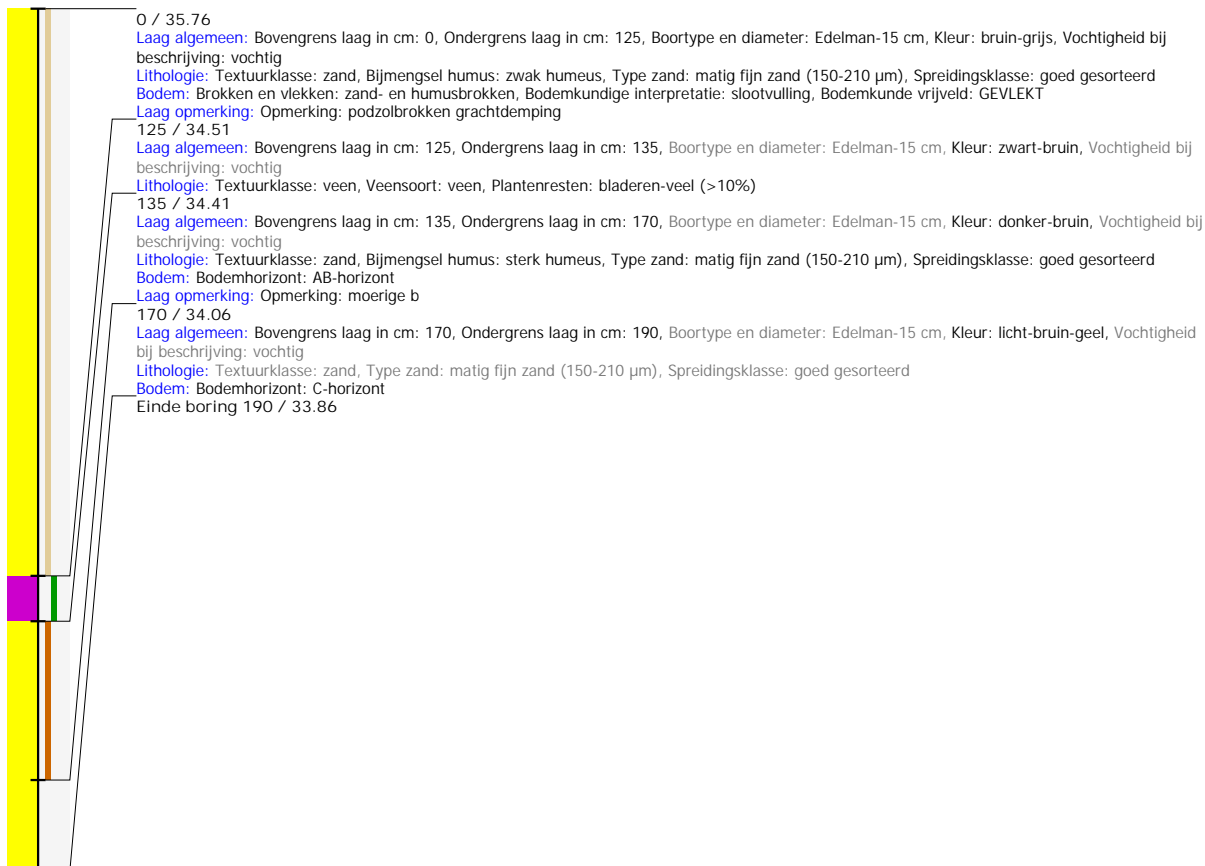 0 / 35.76
Laag algemeen: Bovengrens laag in cm: 0, Ondergrens laag in cm: 125, Boortype en diameter: Edelman-15 cm, Kleur: bruin-grijs, Vochtigheid bij
beschrijving: vochtig
Lithologie: Textuurklasse: zand, Bijmengsel humus: zwak humeus, Type zand: matig fijn zand (150-210 µm), Spreidingsklasse: goed gesorteerd
Bodem: Brokken en vlekken: zand- en humusbrokken, Bodemkundige interpretatie: slootvulling, Bodemkunde vrijveld: GEVLEKT
Laag opmerking: Opmerking: podzolbrokken grachtdemping
125 / 34.51
Laag algemeen: Bovengrens laag in cm: 125, Ondergrens laag in cm: 135, Boortype en diameter: Edelman-15 cm, Kleur: zwart-bruin, Vochtigheid bij
beschrijving: vochtig
Lithologie: Textuurklasse: veen, Veensoort: veen, Plantenresten: bladeren-veel (>10%)
135 / 34.41
Laag algemeen: Bovengrens laag in cm: 135, Ondergrens laag in cm: 170, Boortype en diameter: Edelman-15 cm, Kleur: donker-bruin, Vochtigheid bij
beschrijving: vochtig
Lithologie: Textuurklasse: zand, Bijmengsel humus: sterk humeus, Type zand: matig fijn zand (150-210 µm), Spreidingsklasse: goed gesorteerd
Bodem: Bodemhorizont: AB-horizont
Laag opmerking: Opmerking: moerige b
170 / 34.06
Laag algemeen: Bovengrens laag in cm: 170, Ondergrens laag in cm: 190, Boortype en diameter: Edelman-15 cm, Kleur: licht-bruin-geel, Vochtigheid
bij beschrijving: vochtig
Lithologie: Textuurklasse: zand, Type zand: matig fijn zand (150-210 µm), Spreidingsklasse: goed gesorteerd
Bodem: Bodemhorizont: C-horizont
Einde boring 190 / 33.86